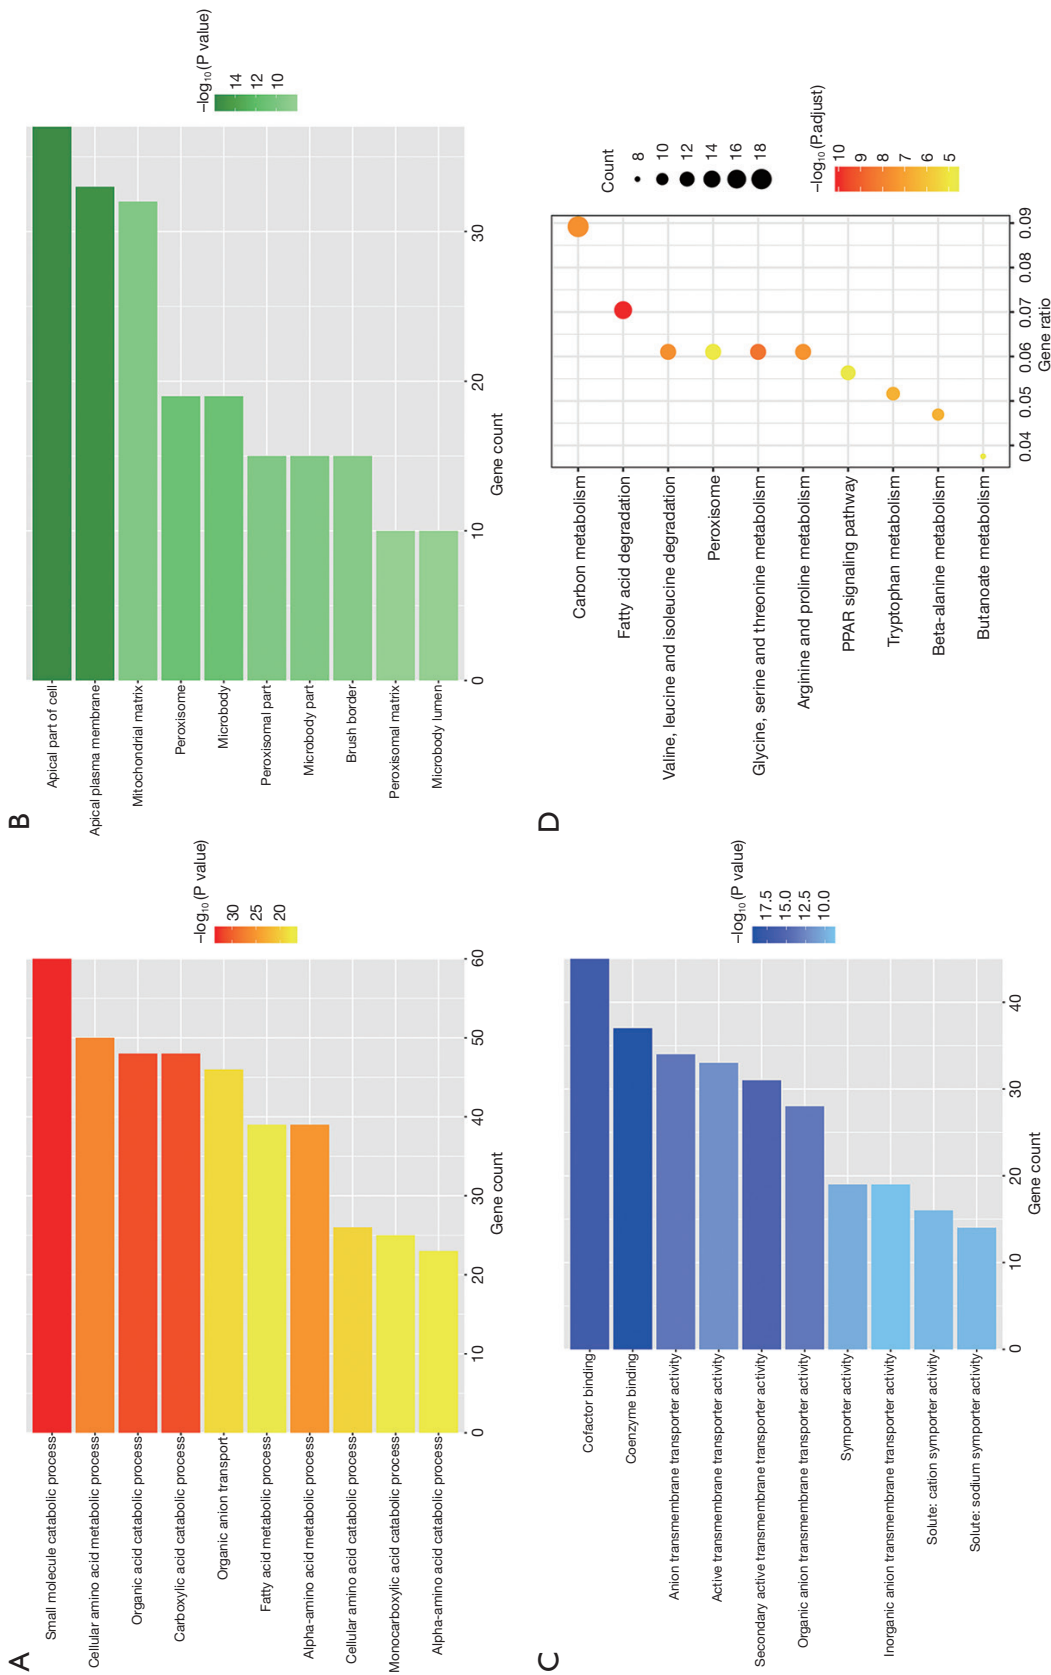 A
Small molecule catabolic process
Cellular amino acid metabolic process
Organic acid catabolic process
Carboxylic acid catabolic process
Organic anion transport
Fatty acid metabolic process
Alpha-amino acid metabolic process
Cellular amino acid catabolic process
Monocarboxylic acid catabolic process
Alpha-amino acid catabolic process
0
10
20
30
40
50
60
Gene count
−log10(P value)
30
25
20
B
Apical part of cell
Apical plasma membrane
Mitochondrial matrix
Peroxisome
Microbody
Peroxisomal part
Microbody part
Brush border
Peroxisomal matrix
Microbody lumen
0
10
20
30
Gene count
−log10(P value)
14
12
10
C
Cofactor binding
Coenzyme binding
Anion transmembrane transporter activity
Active transmembrane transporter activity
Secondary active transmembrane transporter activity
Organic anion transmembrane transporter activity
Symporter activity
Inorganic anion transmembrane transporter activity
Solute: cation symporter activity
Solute: sodium symporter activity
0
10
20
30
40
Gene count
−log10(P value)
17.5
15.0
12.5
10.0
D
Carbon metabolism
Fatty acid degradation
Valine, leucine and isoleucine degradation
Peroxisome
Glycine, serine and threonine metabolism
Arginine and proline metabolism
PPAR signaling pathway
Tryptophan metabolism
Beta-alanine metabolism
Butanoate metabolism
0.04
0.05
0.06
0.07
0.08
0.09
Gene ratio
Count
8
10
12
14
16
18
−log10(P.adjust)
10
9
8
7
6
5